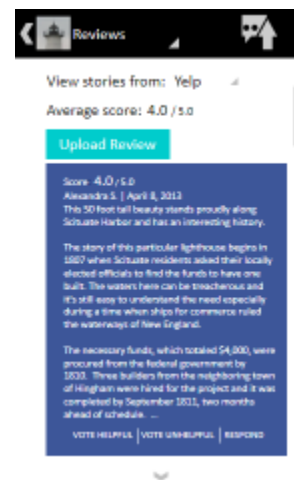 Reviews
View stories from: Yelp
Average score: 4.0 / 5.0
Upload Review
Score 4.0 / 5.0
Alexandra S. | April 8, 2013
This 50 foot tall beauty stands proudly along
Scituate Harbor and has an interesting history.
The story of this particular lighthouse begins in
1807 when Scituate residents asked their locally
elected officials to find the funds to have one
built. The waters here can be treacherous and
it's still easy to understand the need especially
during a time when ships for commerce ruled
the waterways of New England.
The necessary funds, which totaled $4,000, were
procured from the federal government by
1810. Three builders from the neighboring town
of Hingham were hired for the project and it was
completed by September 1811, two months
ahead of schedule. ...
VOTE HELPFUL | VOTE UNHELPFUL | RESPOND